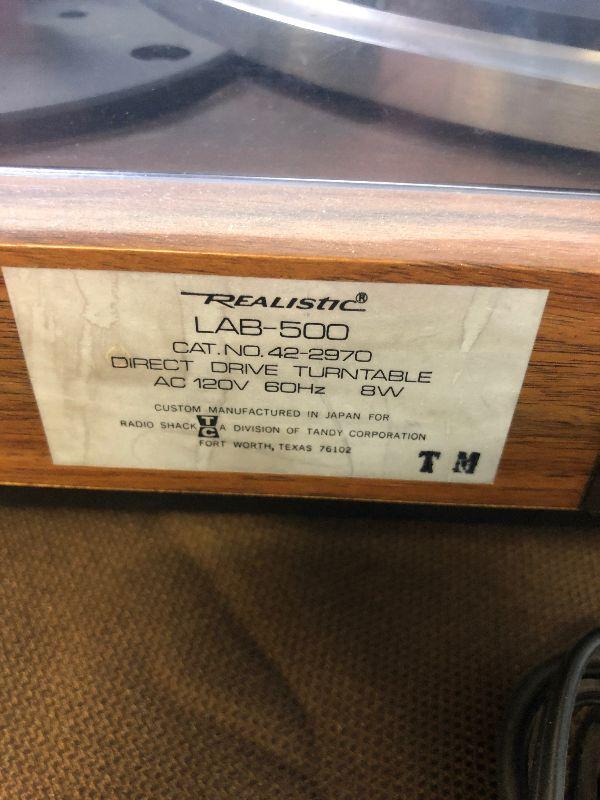 REALISTIC®
LAB-500
CAT. NO. 42-2970
DIRECT DRIVE TURNTABLE
AC 120V 60Hz 8W
CUSTOM MANUFACTURED IN JAPAN FOR
RADIO SHACK TC A DIVISION OF TANDY CORPORATION
FORT WORTH, TEXAS 76102
T M